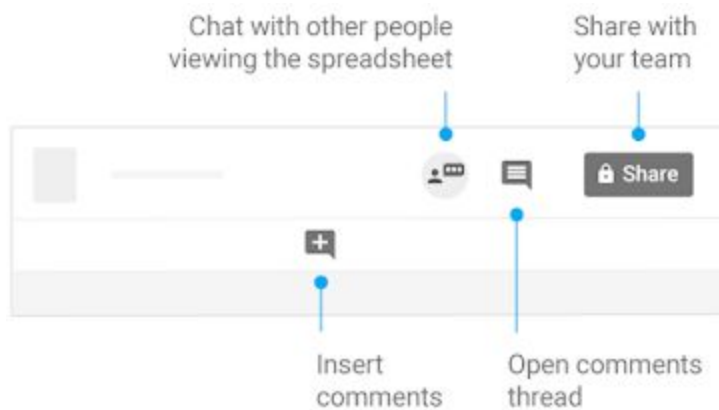 Chat with other people
viewing the spreadsheet
Share with
your team
Share
Insert
comments
Open comments
thread